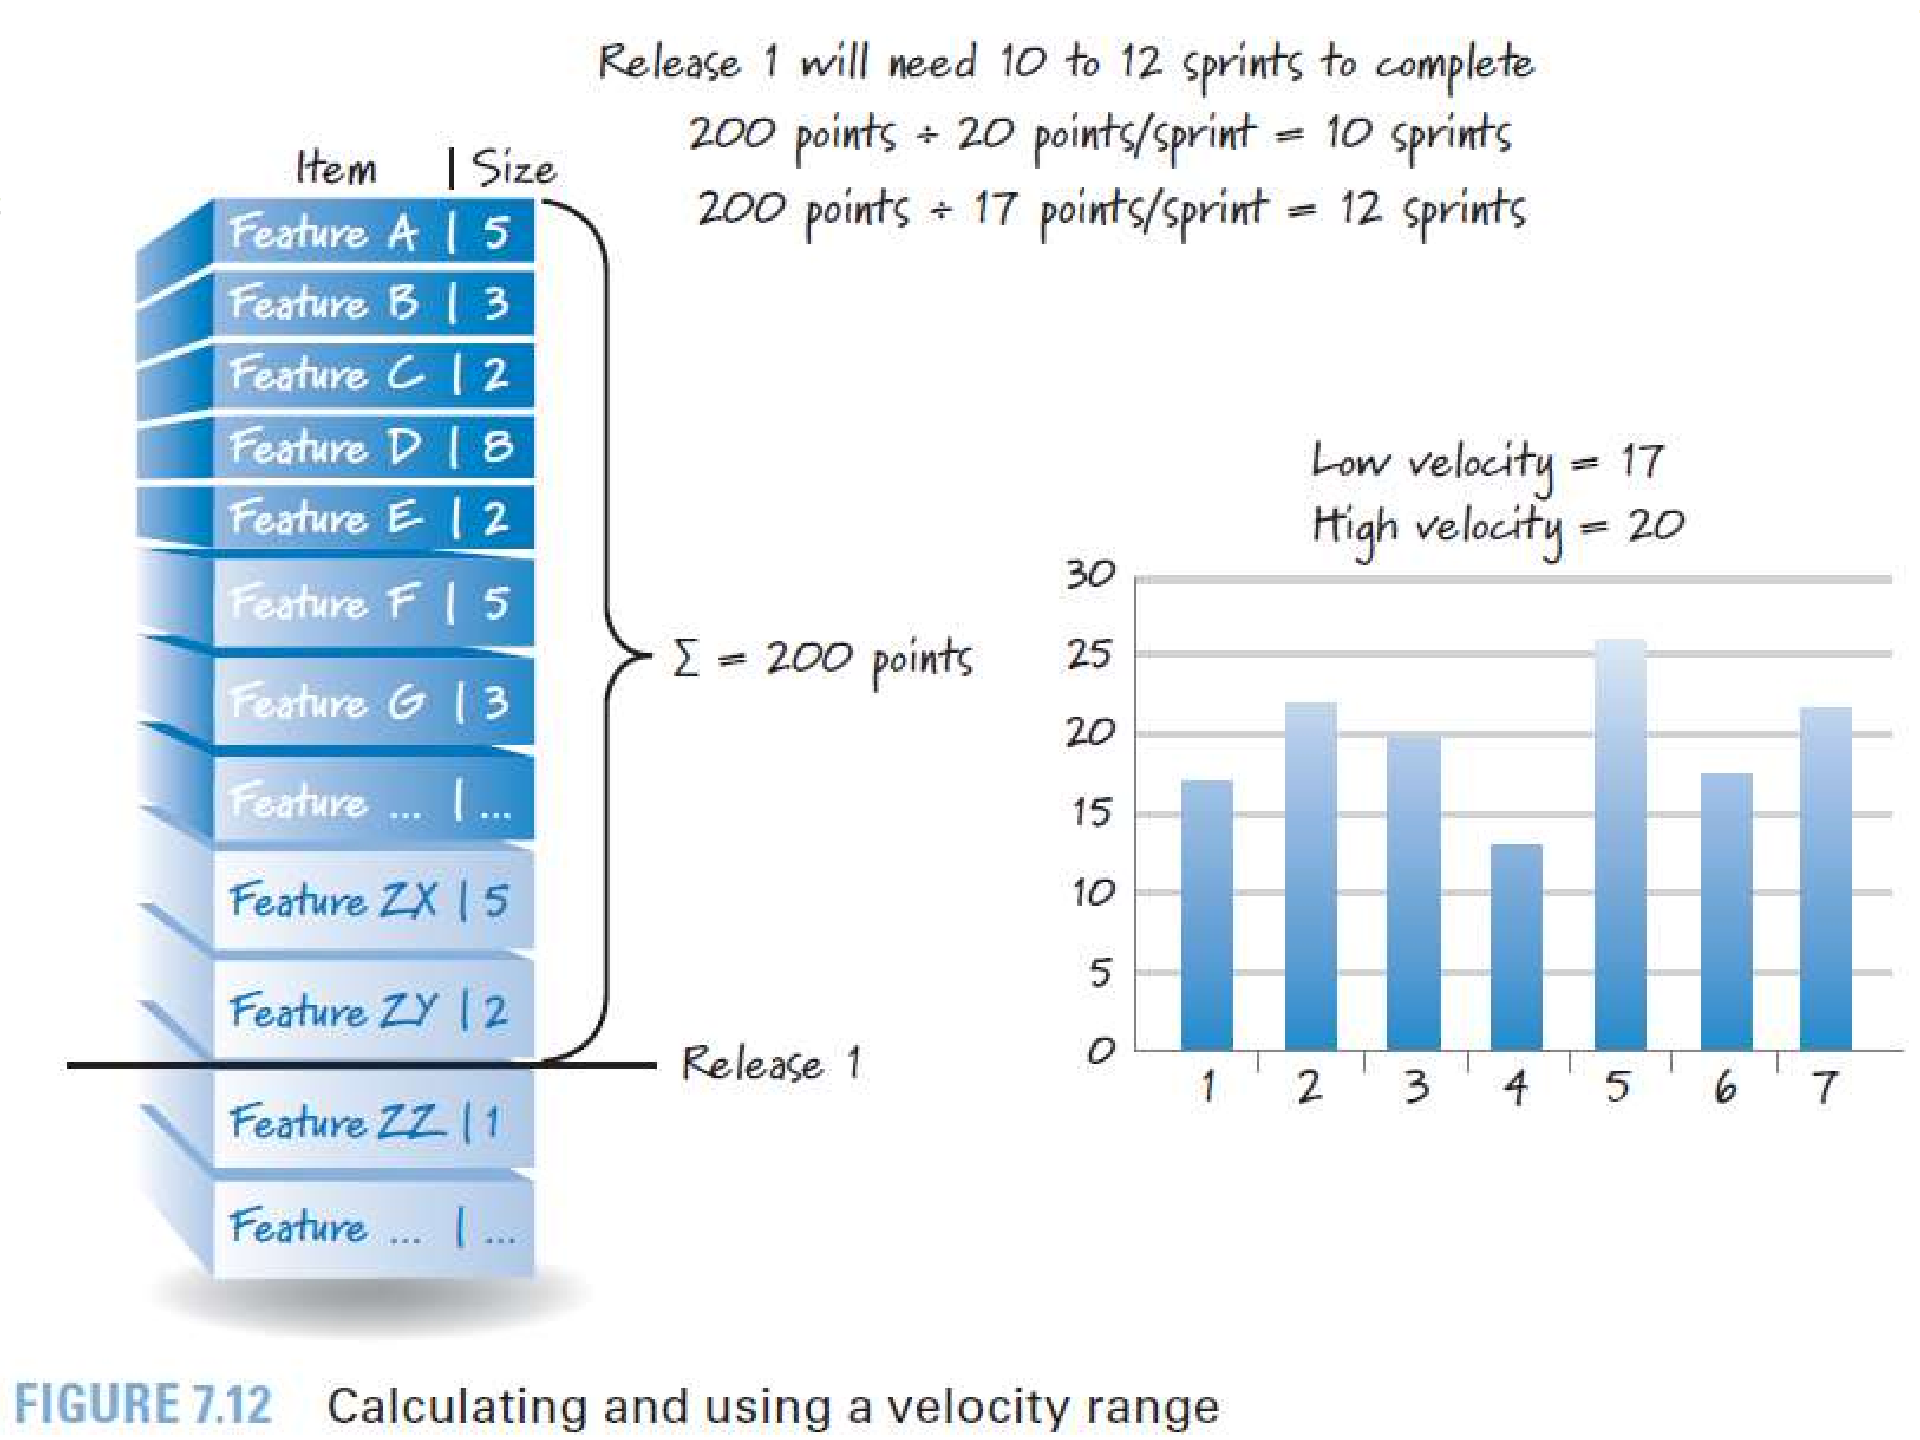 Release 1 will need 10 to 12 sprints to complete
200 points ÷ 20 points/sprint = 10 sprints
200 points ÷ 17 points/sprint = 12 sprints
Item | Size
Feature A | 5
Feature B | 3
Feature C | 2
Feature D | 8
Feature E | 2
Feature F | 5
Feature G | 3
Feature ... | ...
Feature ZX | 5
Feature ZY | 2
Feature ZZ | 1
Feature ... | ...
Σ = 200 points
Release 1
Low velocity = 17
High velocity = 20
30
25
20
15
10
5
0
1 2 3 4 5 6 7
FIGURE 7.12 Calculating and using a velocity range